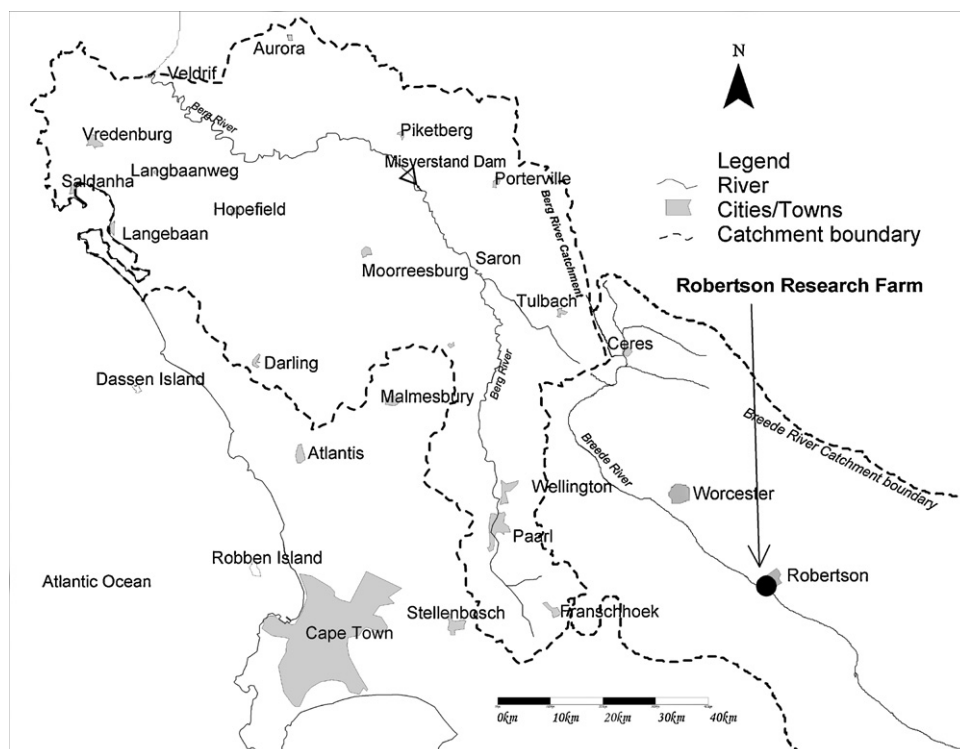 Aurora
N
Veldrif
Berg River
Vredenburg
Piketberg
Misverstand Dam
Legend
Langbaanweg
Saldanha
Porterville
River
Hopefield
Cities/Towns
Langebaan
Berg River Catchment
Catchment boundary
Moorreesburg
Saron
Robertson Research Farm
Tulbach
Ceres
Berg River
Darling
Dassen Island
Malmesbury
Breede River
Breede River Catchment boundary
Atlantis
Wellington
Worcester
Paarl
Robben Island
Atlantic Ocean
Robertson
Stellenbosch
Franschhoek
Cape Town
0km 10km 20km 30km 40km